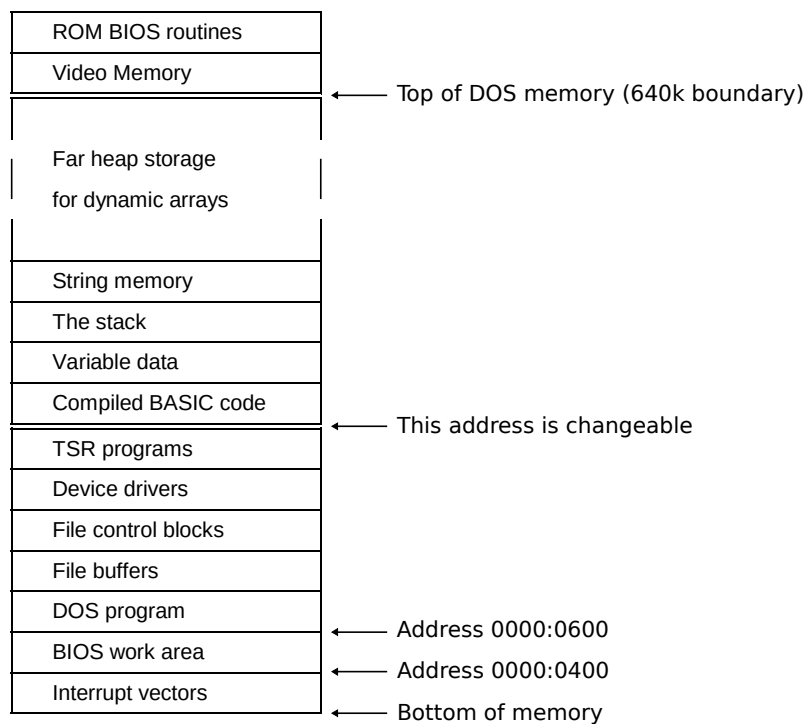 ROM BIOS routines
Video Memory
Top of DOS memory (640k boundary)
Far heap storage
for dynamic arrays
String memory
The stack
Variable data
Compiled BASIC code
This address is changeable
TSR programs
Device drivers
File control blocks
File buffers
DOS program
Address 0000:0600
BIOS work area
Address 0000:0400
Interrupt vectors
Bottom of memory